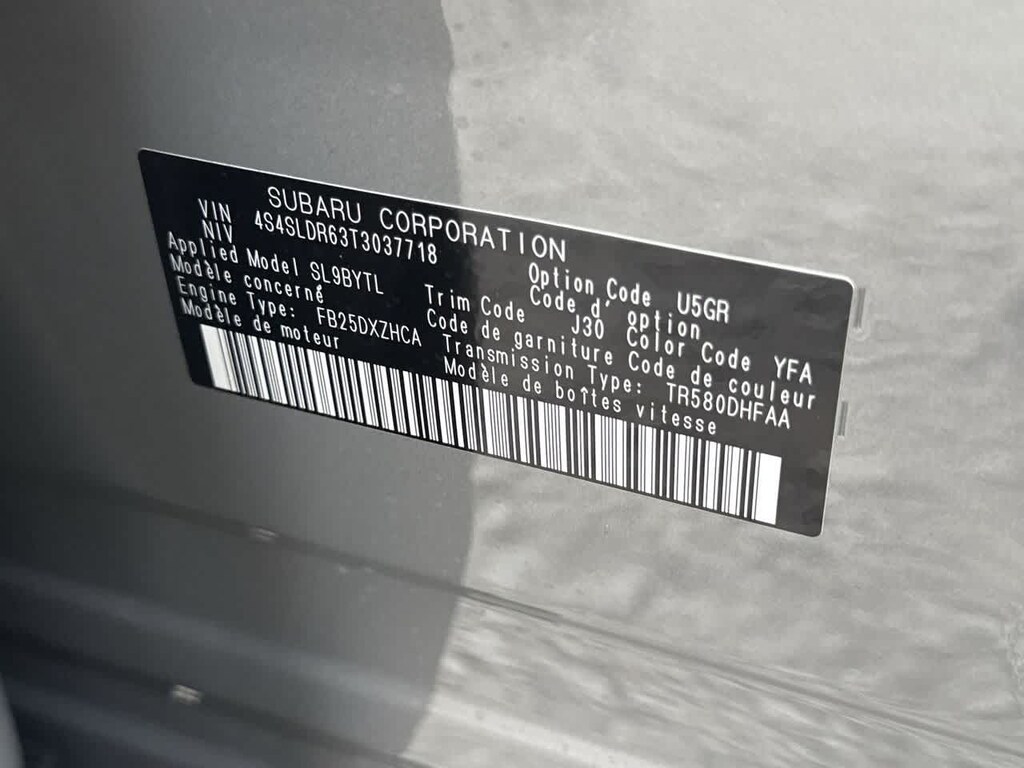 SUBARU CORPORATION
VIN 4S4SLDR63T3037718
NIV
Applied Model SL9BYTL
Modèle concerné
Engine Type: FB25DXZHCA
Modèle de moteur
Option Code U5GR
Code d'option
Trim Code J30 Color Code YFA
Code de garniture Code de couleur
Transmission Type: TR580DHFAA
Modèle de boîtes vitesse